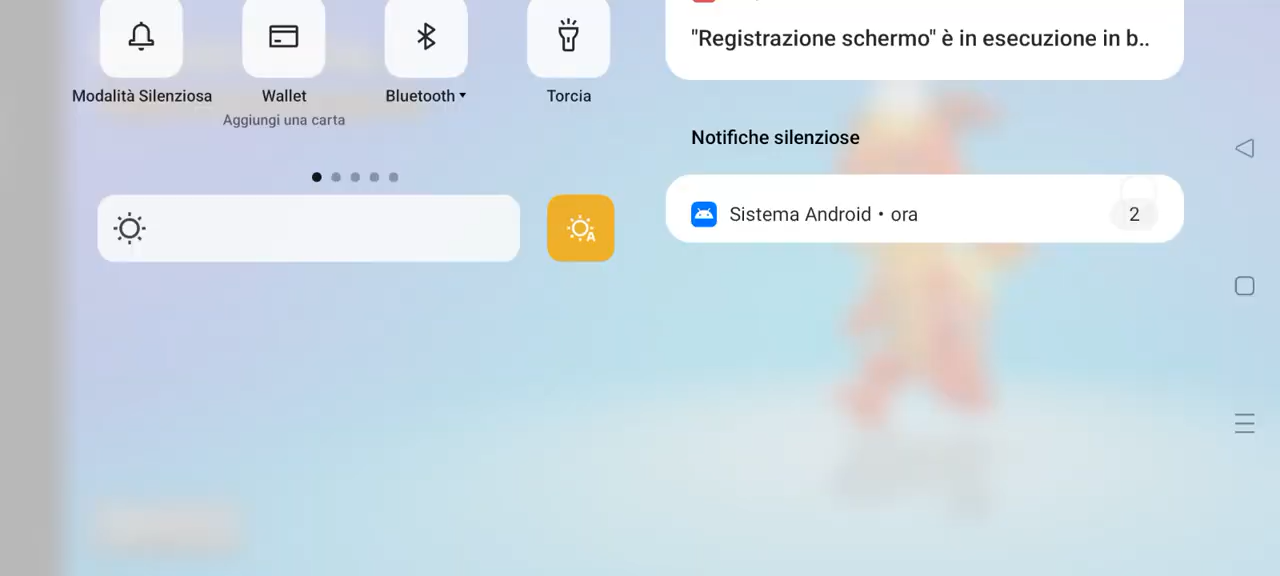 Modalità Silenziosa
Wallet
Aggiungi una carta
Bluetooth
Torcia
A
"Registrazione schermo" è in esecuzione in b..
Notifiche silenziose
Sistema Android • ora
2